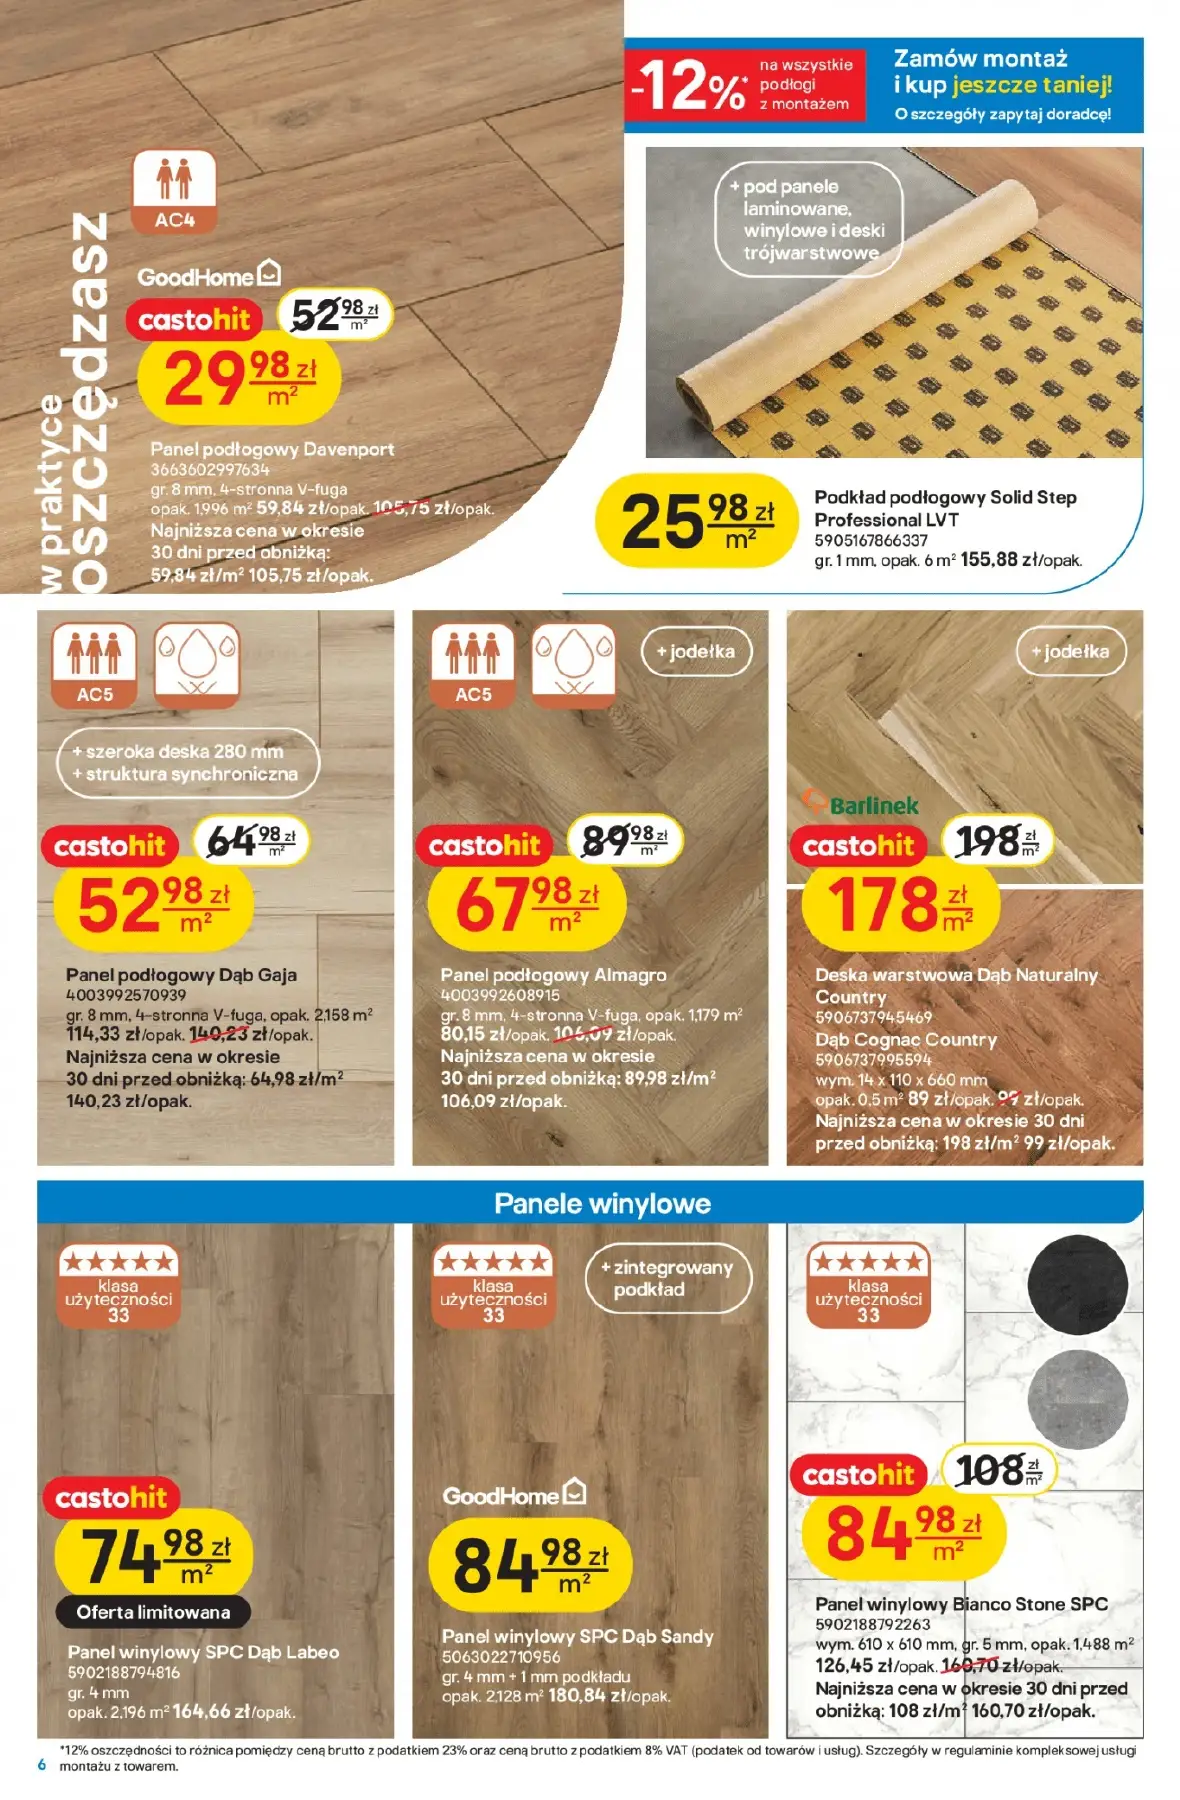 w praktyce
oszczędzasz
AC4
GoodHome
castohit
52 98 zł
m²
29 98 zł
m²
Panel podłogowy Davenport
3663602997634
gr. 8 mm, 4-stronna V-fuga
opak. 1,996 m² 59,84 zł/opak. 105,75 zł/opak.
Najniższa cena w okresie
30 dni przed obniżką:
59,84 zł/m² 105,75 zł/opak.
-12%*
na wszystkie
podłogi
z montażem
Zamów montaż
i kup jeszcze taniej!
O szczegóły zapytaj doradcę!
+ pod panele
laminowane,
winylowe i deski
trójwarstwowe
25 98 zł
m²
Podkład podłogowy Solid Step
Professional LVT
5905167866337
gr. 1 mm, opak. 6 m² 155,88 zł/opak.
AC5
+ szeroka deska 280 mm
+ struktura synchroniczna
castohit
64 98 zł
m²
52 98 zł
m²
Panel podłogowy Dąb Gaja
4003992570939
gr. 8 mm, 4-stronna V-fuga, opak. 2,158 m²
114,33 zł/opak. 140,23 zł/opak.
Najniższa cena w okresie
30 dni przed obniżką: 64,98 zł/m²
140,23 zł/opak.
AC5
+ jodełka
castohit
89 98 zł
m²
67 98 zł
m²
Panel podłogowy Almagro
4003992608915
gr. 8 mm, 4-stronna V-fuga, opak. 1,179 m²
80,15 zł/opak. 106,09 zł/opak.
Najniższa cena w okresie
30 dni przed obniżką: 89,98 zł/m²
106,09 zł/opak.
+ jodełka
Barlinek
castohit
198 zł
m²
178 zł
m²
Deska warstwowa Dąb Naturalny
Country
5906737945469
Dąb Cognac Country
5906737995594
wym. 14 x 110 x 660 mm
opak. 0,5 m² 89 zł/opak. 99 zł/opak.
Najniższa cena w okresie 30 dni
przed obniżką: 198 zł/m² 99 zł/opak.
Panele winylowe
klasa
użyteczności
33
castohit
74 98 zł
m²
Oferta limitowana
Panel winylowy SPC Dąb Labeo
5902188794816
gr. 4 mm
opak. 2,196 m² 164,66 zł/opak.
klasa
użyteczności
33
+ zintegrowany
podkład
GoodHome
84 98 zł
m²
Panel winylowy SPC Dąb Sandy
5063022710956
gr. 4 mm + 1 mm podkładu
opak. 2,128 m² 180,84 zł/opak.
klasa
użyteczności
33
castohit
108 zł
m²
84 98 zł
m²
Panel winylowy Bianco Stone SPC
5902188792263
wym. 610 x 610 mm, gr. 5 mm, opak. 1,488 m²
126,45 zł/opak. 160,70 zł/opak.
Najniższa cena w okresie 30 dni przed
obniżką: 108 zł/m² 160,70 zł/opak.
*12% oszczędności to różnica pomiędzy ceną brutto z podatkiem 23% oraz ceną brutto z podatkiem 8% VAT (podatek od towarów i usług). Szczegóły w regulaminie kompleksowej usługi
montażu z towarem.
6